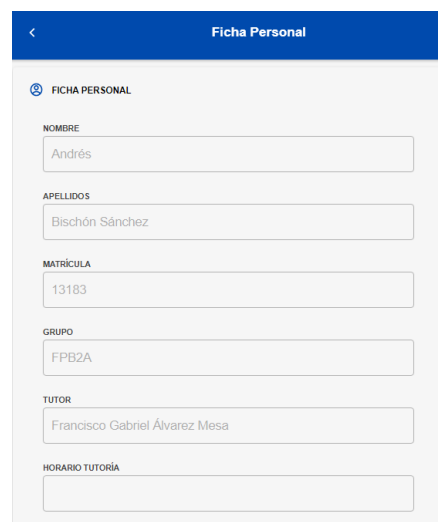 Ficha Personal
FICHA PERSONAL
NOMBRE
Andrés
APELLIDOS
Bischón Sánchez
MATRÍCULA
13183
GRUPO
FPB2A
TUTOR
Francisco Gabriel Álvarez Mesa
HORARIO TUTORÍA